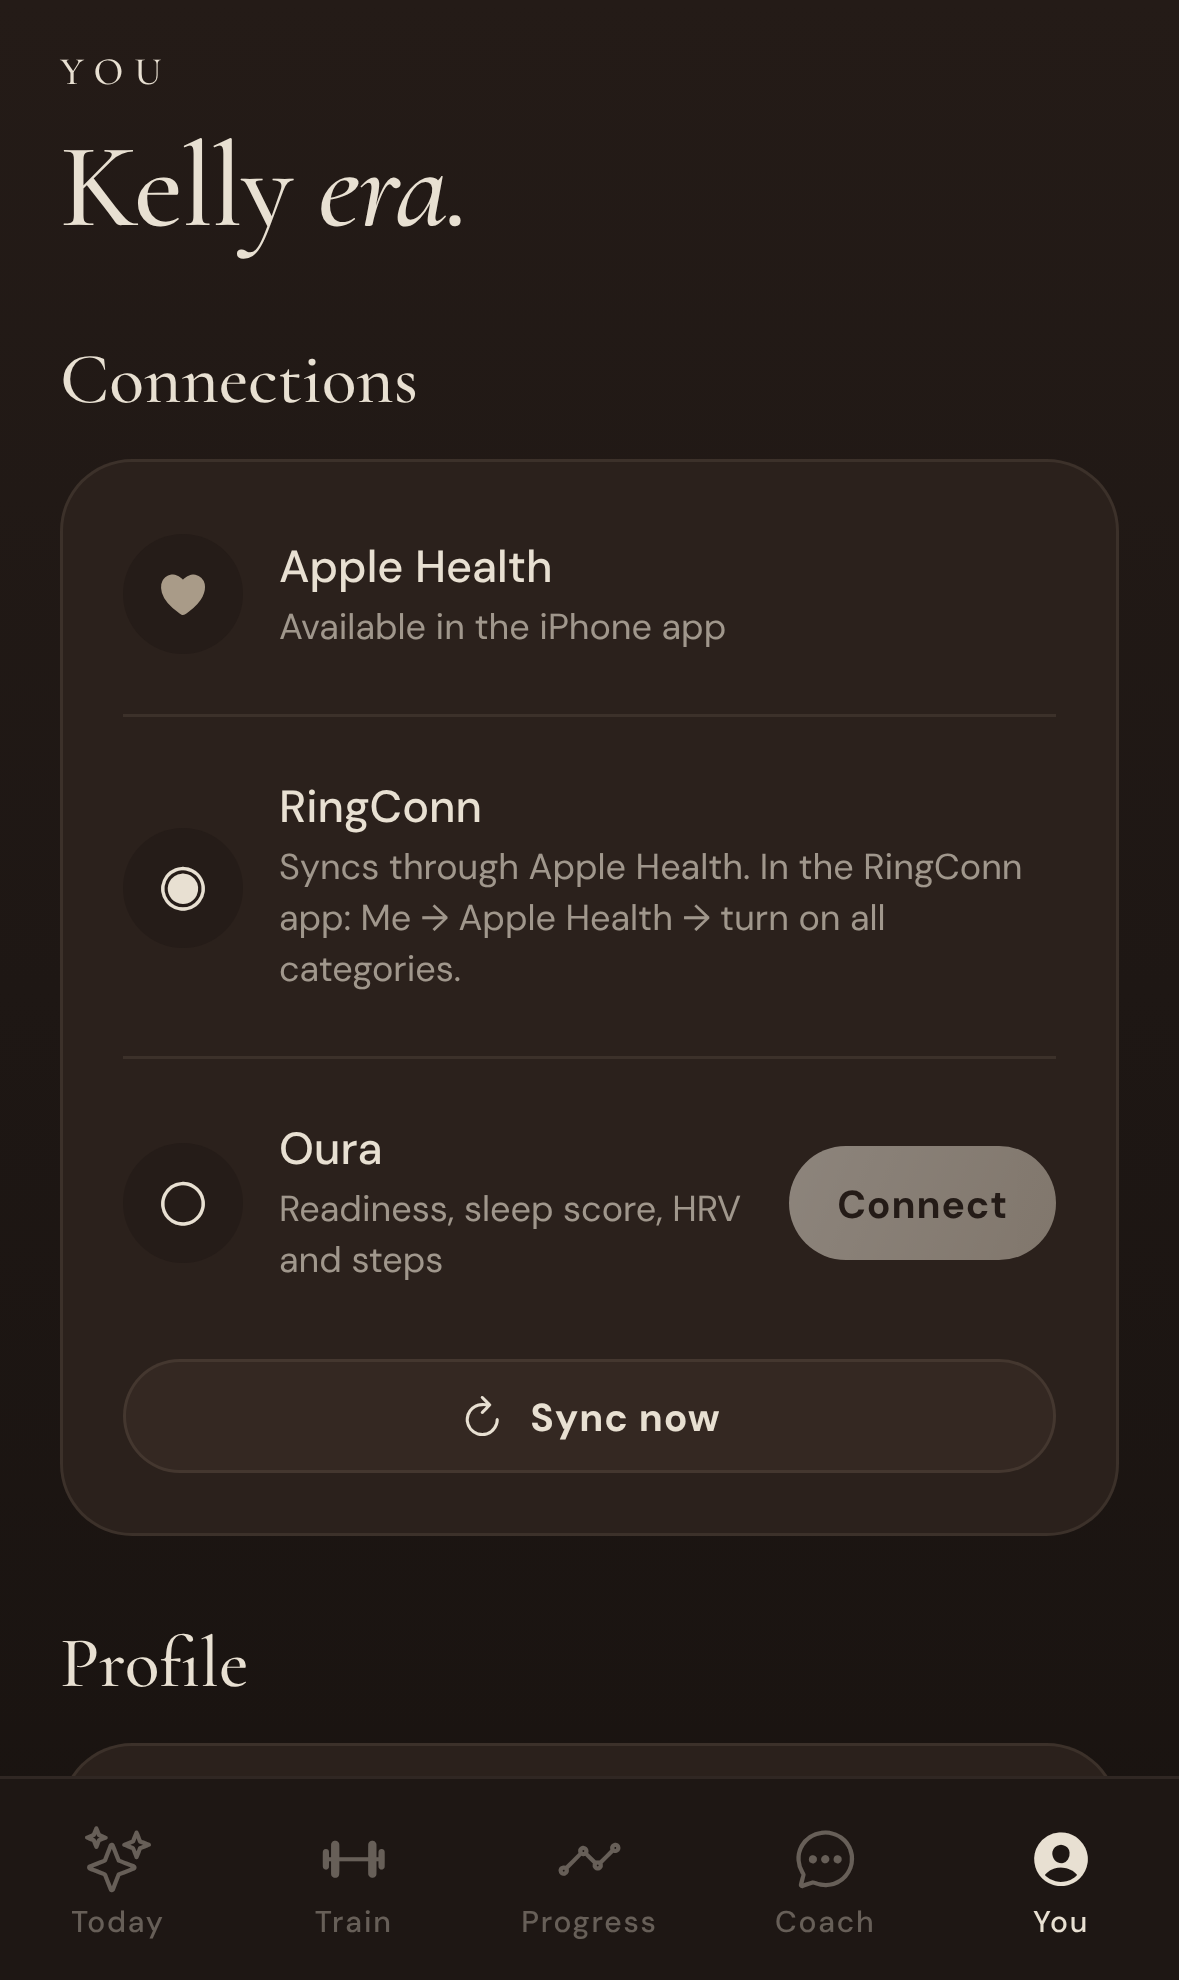 YOU
Kelly era.
Connections
Apple Health
Available in the iPhone app
RingConn
Syncs through Apple Health. In the RingConn
app: Me → Apple Health → turn on all
categories.
Oura
Readiness, sleep score, HRV
and steps
Connect
Sync now
Profile
Today
Train
Progress
Coach
You